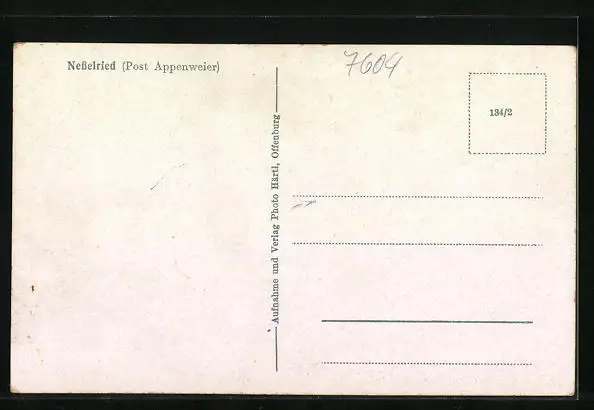 Neßelried (Post Appenweier)
7604
134/2
Aufnahme und Verlag Photo Härtl, Offenburg